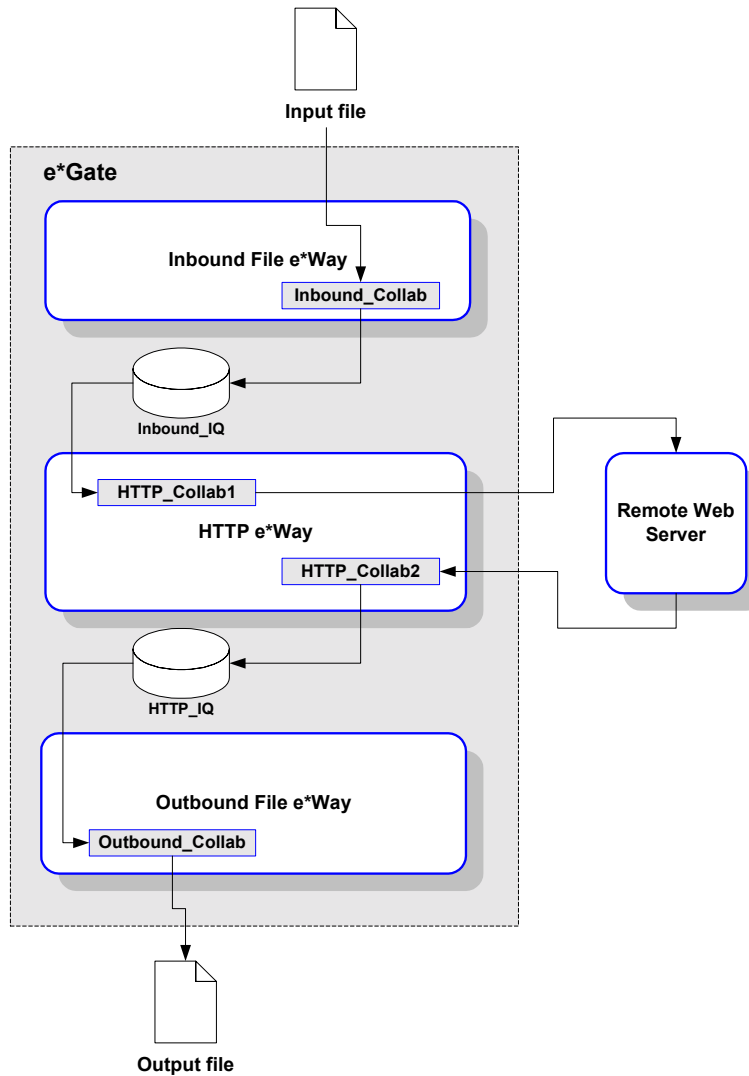 Input file
e*Gate
Inbound File e*Way
Inbound_Collab
Inbound_IQ
HTTP_Collab1
HTTP e*Way
HTTP_Collab2
Remote Web
Server
HTTP_IQ
Outbound File e*Way
Outbound_Collab
Output file